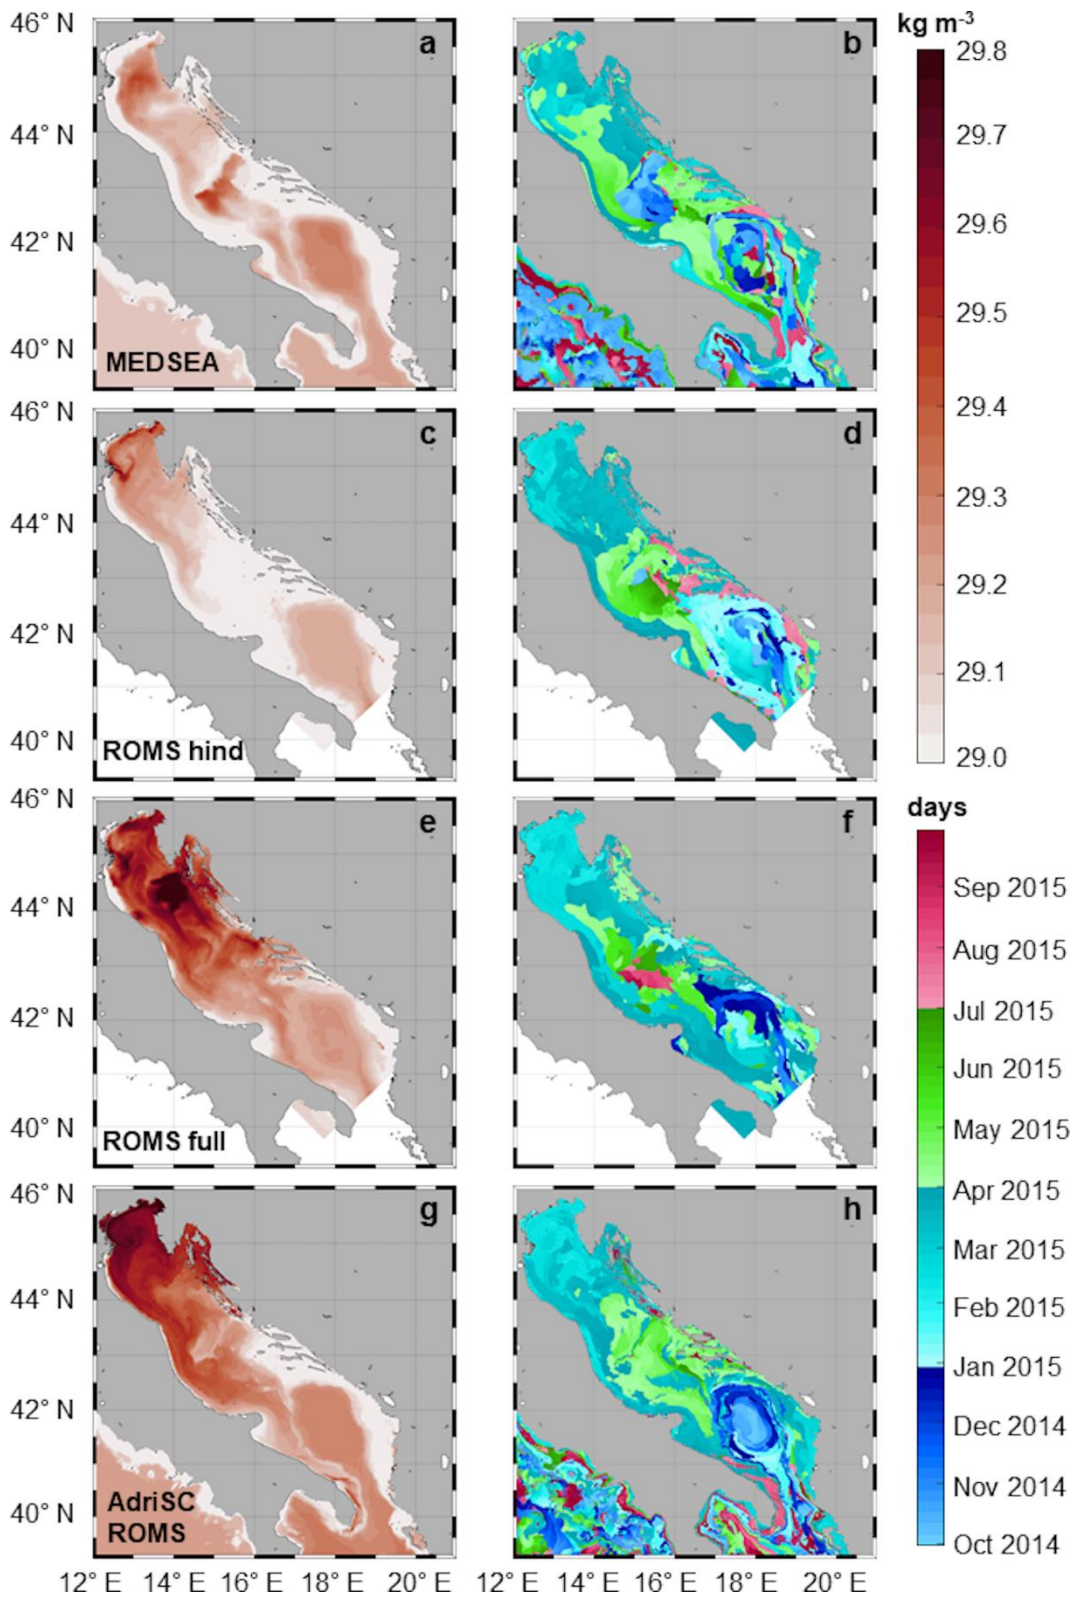 46° N
a
b
kg m-3
29.8
29.7
44° N
29.6
42° N
29.5
40° N
MEDSEA
29.4
46° N
c
d
29.3
44° N
29.2
42° N
29.1
40° N
ROMS hind
29.0
46° N
e
f
days
Sep 2015
44° N
Aug 2015
42° N
Jul 2015
Jun 2015
40° N
ROMS full
May 2015
46° N
g
h
Apr 2015
Mar 2015
44° N
Feb 2015
Jan 2015
42° N
Dec 2014
Nov 2014
40° N
AdriSC
ROMS
Oct 2014
12° E 14° E 16° E 18° E 20° E 12° E 14° E 16° E 18° E 20° E